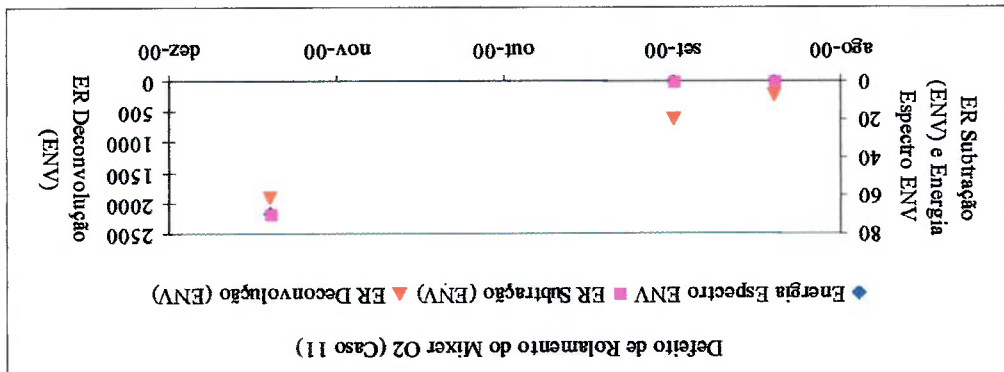 Defeito de Rolamento do Mixer O2 (Caso 11)
Energia Espectro ENV ER Subtração (ENV) ER Deconvolução (ENV)
ER Subtração
(ENV) e Energia
Espectro ENV
80
60
40
20
0
2500
2000
1500
1000
500
0
ER Deconvolução
(ENV)
ago-00 set-00 out-00 nov-00 dez-00